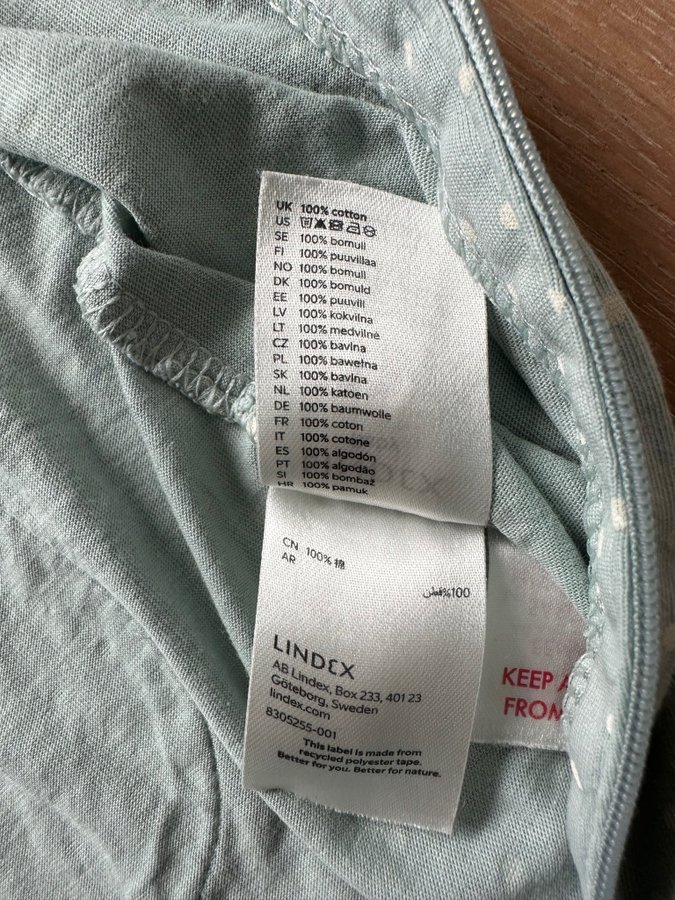 UK 100% cotton
US
SE 100% bomull
FI 100% puuvillaa
NO 100% bomull
DK 100% bomuld
EE 100% puuvill
LV 100% kokvilna
LT 100% medvilnė
CZ 100% bavlna
PL 100% bawełna
SK 100% bavlna
NL 100% katoen
DE 100% baumwolle
FR 100% coton
IT 100% cotone
ES 100% algodón
PT 100% algodão
SI 100% bombaž
HR 100% pamuk
CN 100% 棉
AR
100% قطن
LINDEX
AB Lindex, Box 233, 401 23
Göteborg, Sweden
lindex.com
8305255-001
This label is made from
recycled polyester tape.
Better for you. Better for nature.
KEEP
FROM